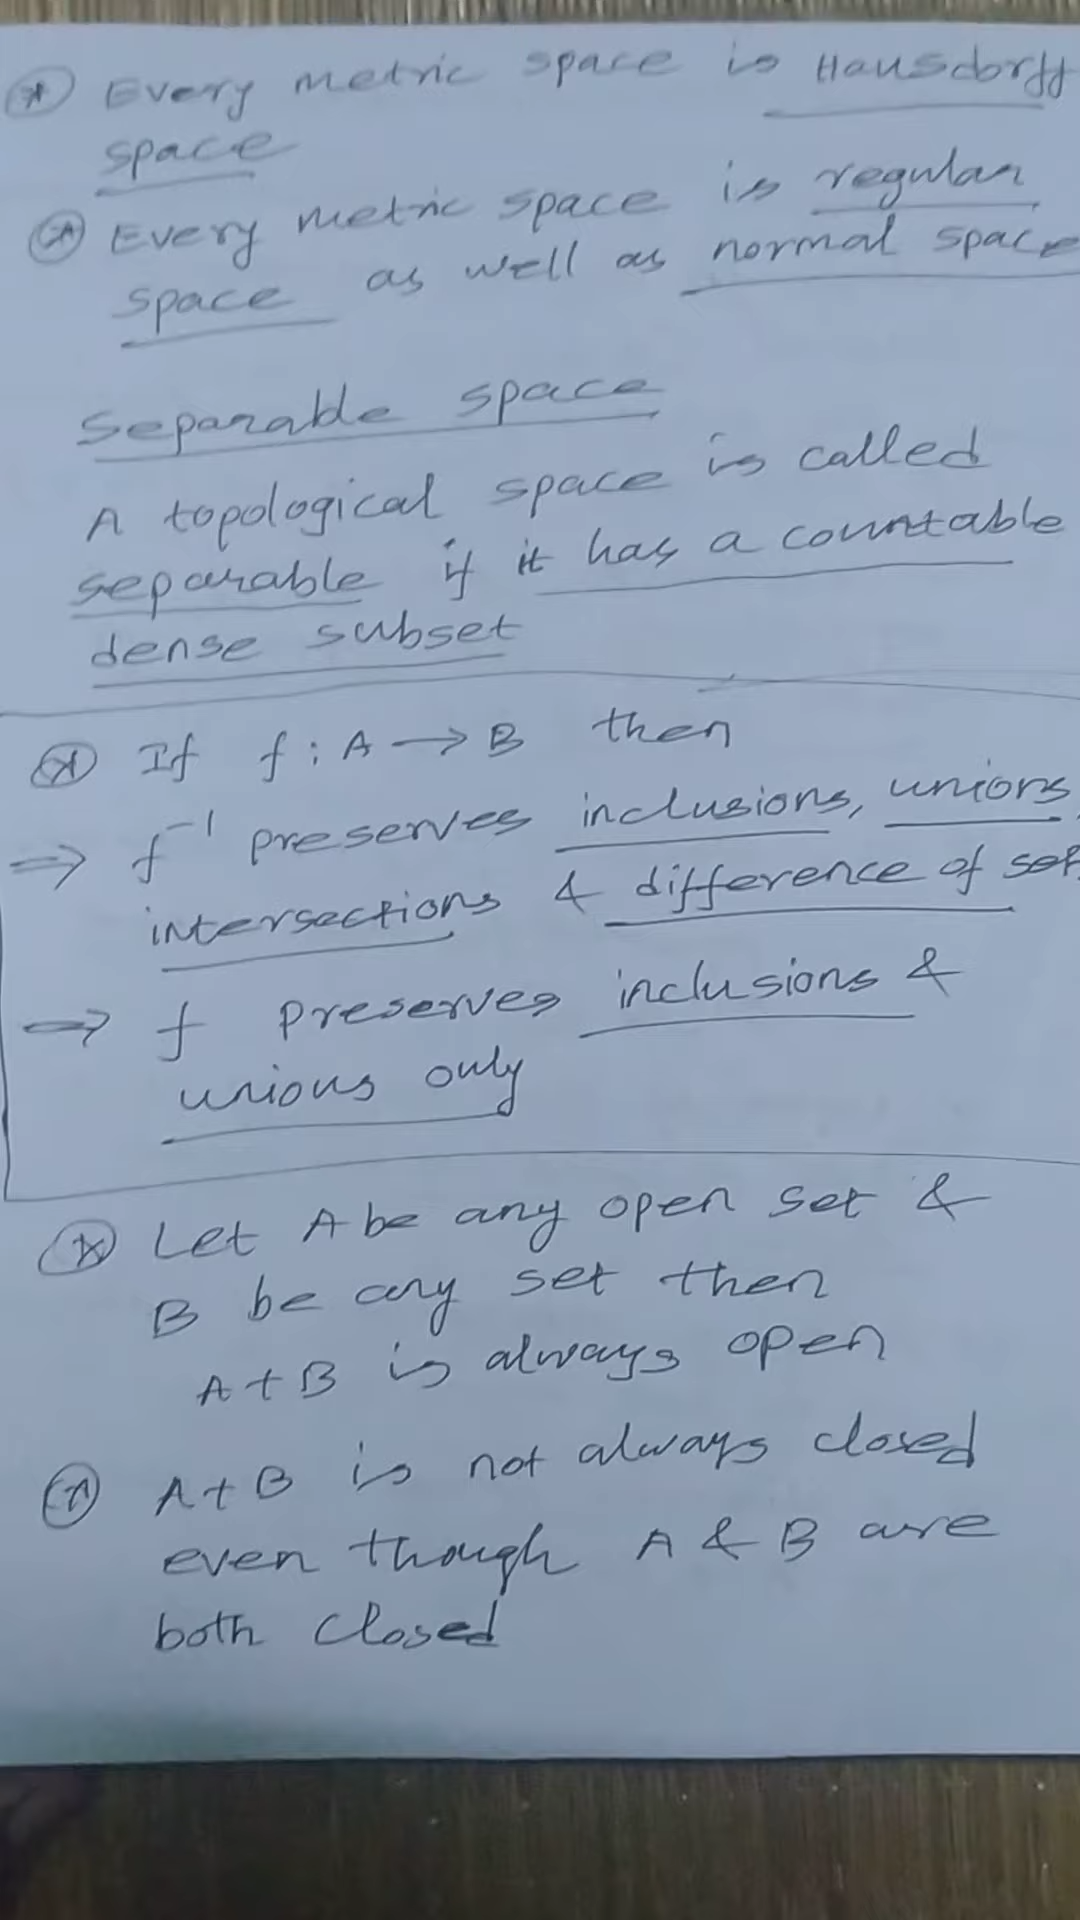 Every metric space is Hausdorff
space
Every metric space is regular
space as well as normal space
Separable space
A topological space is called
separable if it has a countable
dense subset
If f : A → B then
⇒ f⁻¹ preserves inclusions, unions,
intersections & difference of set
⇒ f preserves inclusions &
unions only
Let A be any open set &
B be any set then
A + B is always open
A + B is not always closed
even though A & B are
both closed